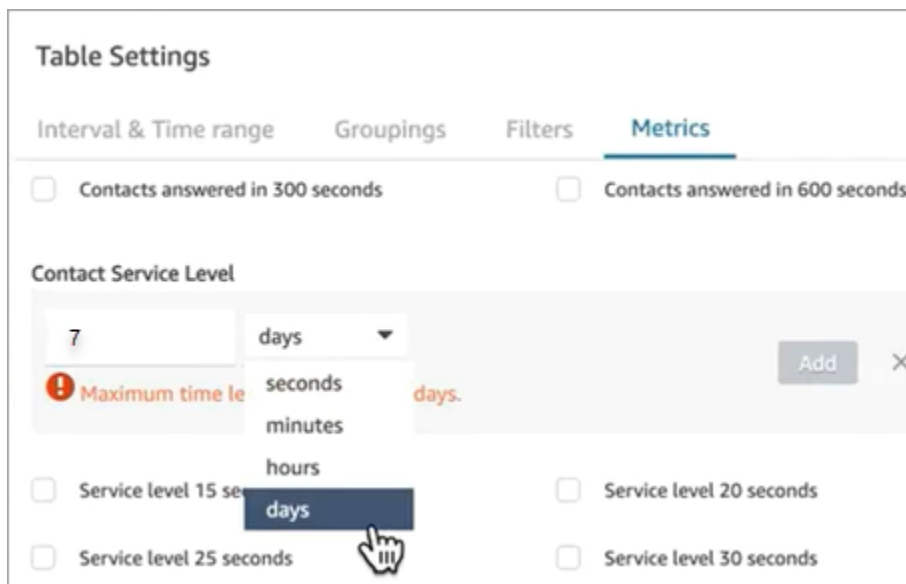 Table Settings
Interval & Time range Groupings Filters Metrics
Contacts answered in 300 seconds Contacts answered in 600 seconds
Contact Service Level
7 days Add
Maximum time le days.
seconds
minutes
hours
days
Service level 15 se Service level 20 seconds
Service level 25 seconds Service level 30 seconds